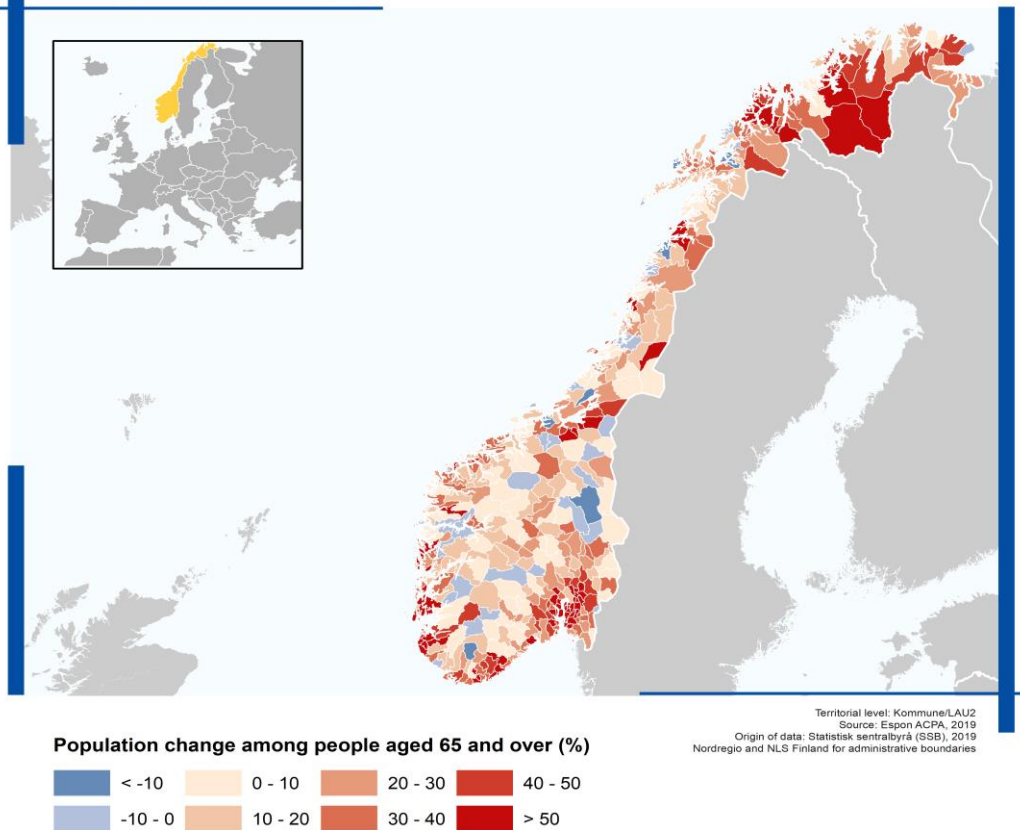 Territorial level: Kommune/LAU2
Source: Espon ACPA, 2019
Origin of data: Statistisk sentralbyrå (SSB), 2019
Nordregio and NLS Finland for administrative boundaries
Population change among people aged 65 and over (%)
< -10 0 - 10 20 - 30 40 - 50
-10 - 0 10 - 20 30 - 40 > 50